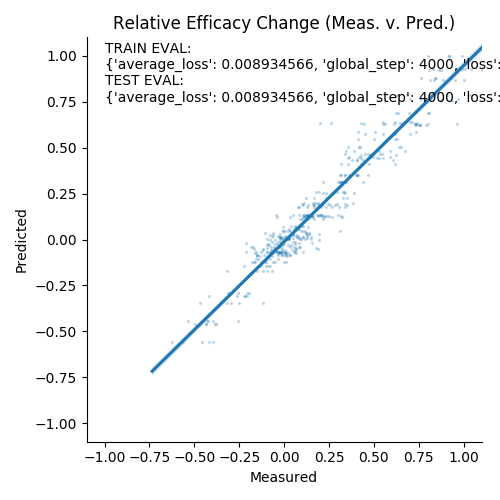 Relative Efficacy Change (Meas. v. Pred.)
TRAIN EVAL:
{'average_loss': 0.008934566, 'global_step': 4000, 'loss':
TEST EVAL:
{'average_loss': 0.008934566, 'global_step': 4000, 'loss':
1.00
0.75
0.50
0.25
0.00
−0.25
−0.50
−0.75
−1.00
Predicted
−1.00 −0.75 −0.50 −0.25 0.00 0.25 0.50 0.75 1.00
Measured